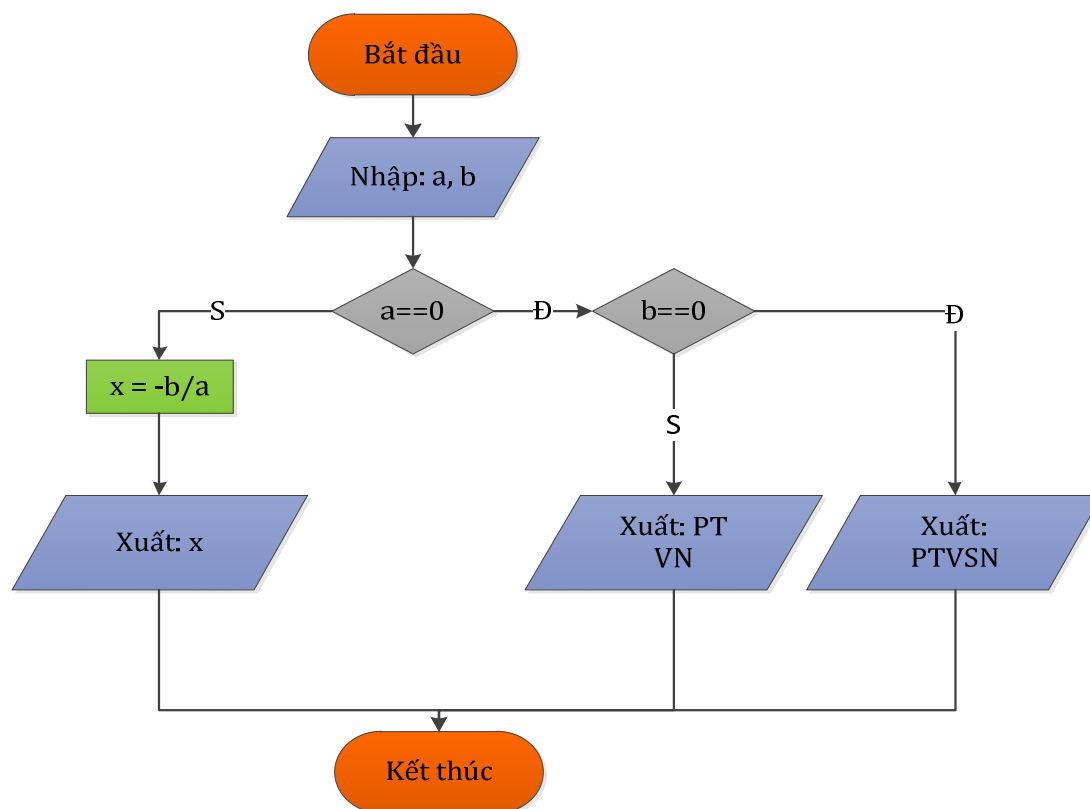 Bắt đầu
Nhập: a, b
S
a==0
Đ
b==0
Đ
x = -b/a
S
Xuất: x
Xuất: PT
VN
Xuất:
PTVSN
Kết thúc